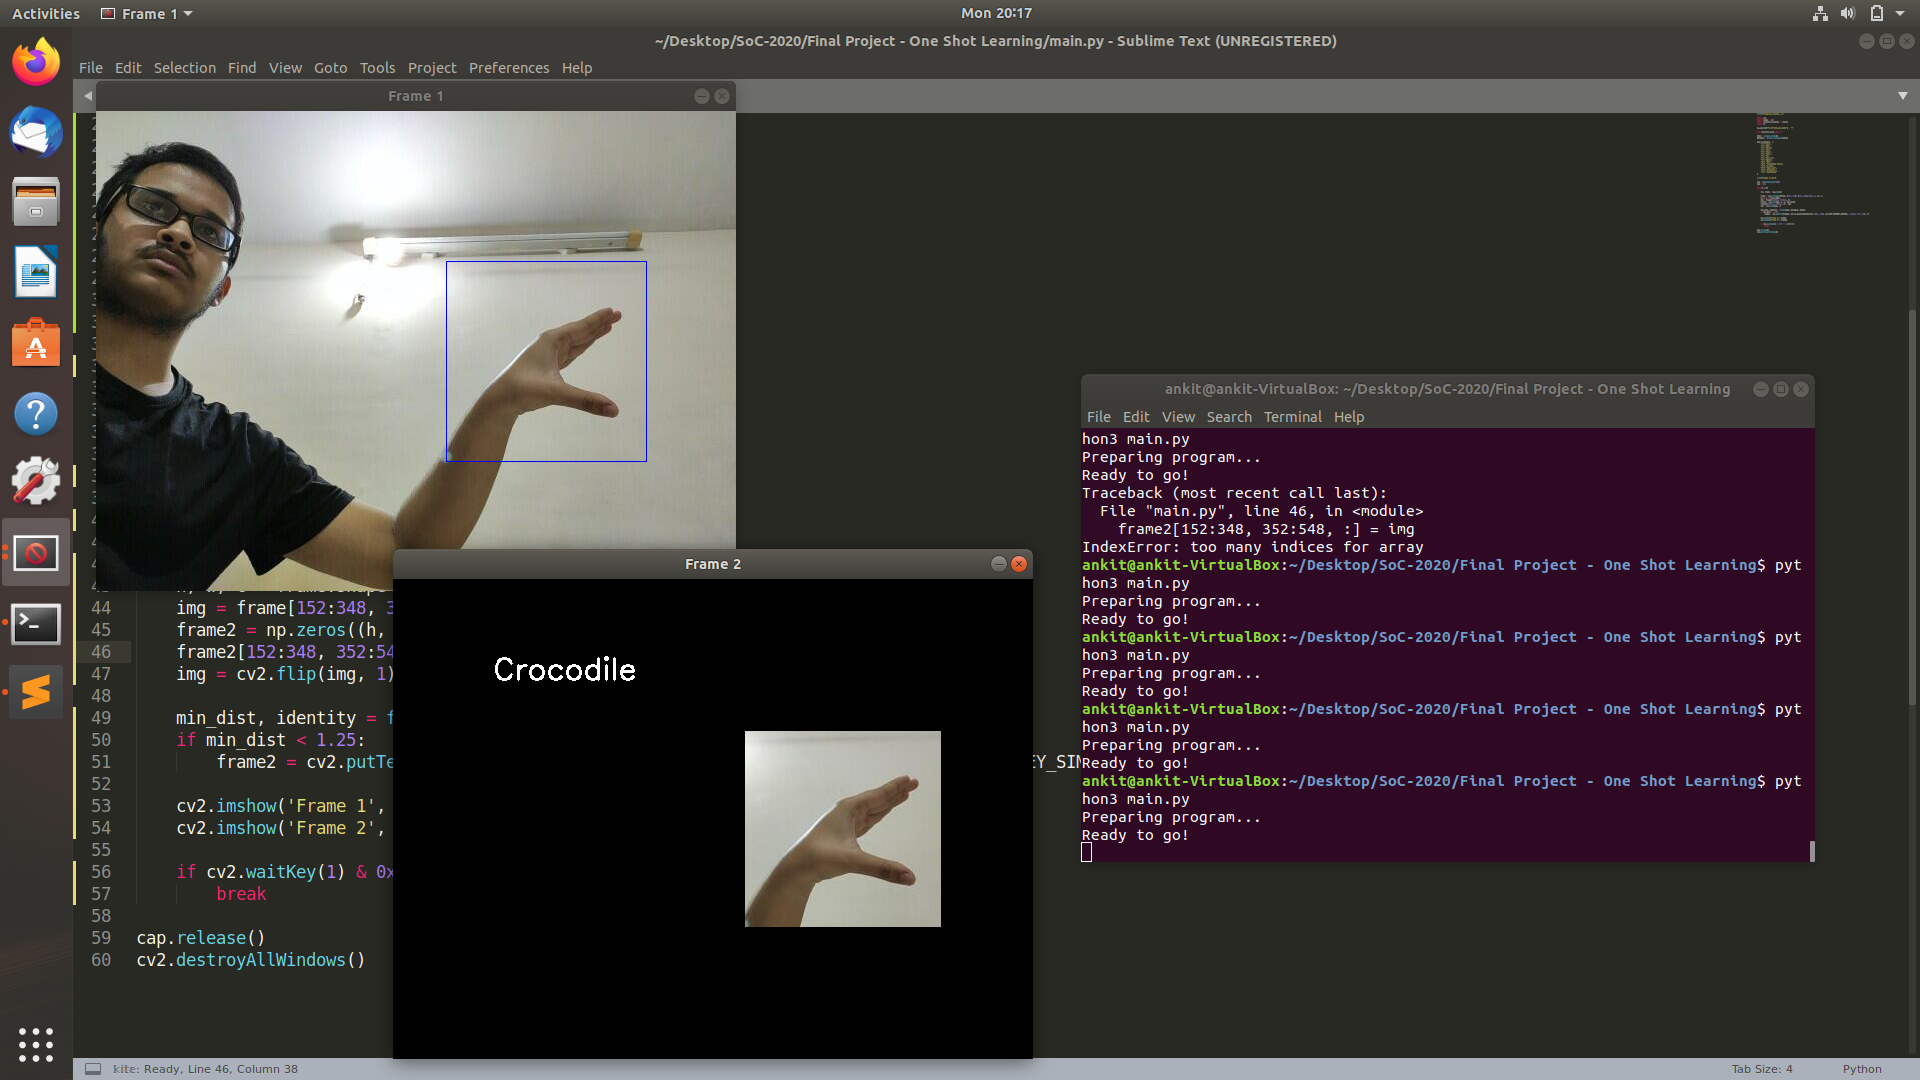 Activities
Frame 1
Mon 20:17
~/Desktop/SoC-2020/Final Project - One Shot Learning/main.py - Sublime Text (UNREGISTERED)
File Edit Selection Find View Goto Tools Project Preferences Help
Frame 1
44 img = frame[152:348, 3
45 frame2 = np.zeros((h,
46 frame2[152:348, 352:54
47 img = cv2.flip(img, 1)
48
49 min_dist, identity = f
50 if min_dist < 1.25:
51 frame2 = cv2.putTe
EY_SIM
52
53 cv2.imshow('Frame 1',
54 cv2.imshow('Frame 2',
55
56 if cv2.waitKey(1) & 0x
57 break
58
59 cap.release()
60 cv2.destroyAllWindows()
Frame 2
Crocodile
ankit@ankit-VirtualBox: ~/Desktop/SoC-2020/Final Project - One Shot Learning
File Edit View Search Terminal Help
hon3 main.py
Preparing program...
Ready to go!
Traceback (most recent call last):
File "main.py", line 46, in <module>
frame2[152:348, 352:548, :] = img
IndexError: too many indices for array
ankit@ankit-VirtualBox:~/Desktop/SoC-2020/Final Project - One Shot Learning$ pyt
hon3 main.py
Preparing program...
Ready to go!
ankit@ankit-VirtualBox:~/Desktop/SoC-2020/Final Project - One Shot Learning$ pyt
hon3 main.py
Preparing program...
Ready to go!
ankit@ankit-VirtualBox:~/Desktop/SoC-2020/Final Project - One Shot Learning$ pyt
hon3 main.py
Preparing program...
Ready to go!
ankit@ankit-VirtualBox:~/Desktop/SoC-2020/Final Project - One Shot Learning$ pyt
hon3 main.py
Preparing program...
Ready to go!
kite: Ready, Line 46, Column 38
Tab Size: 4
Python